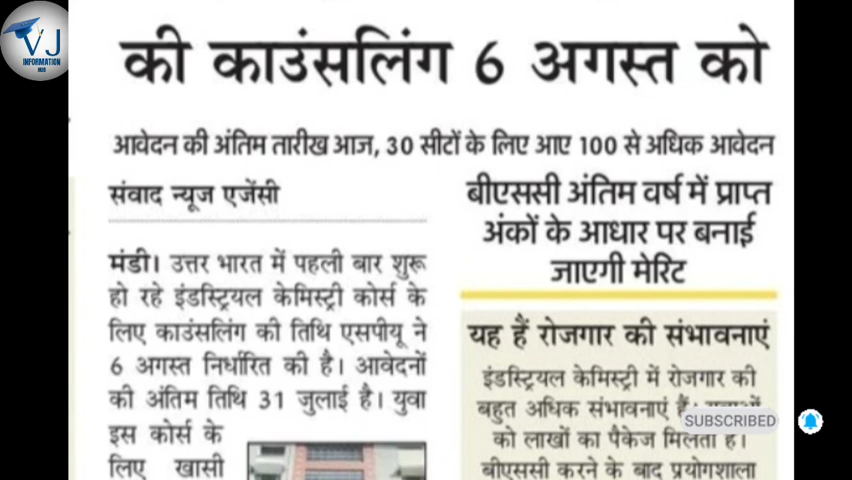 VJ
INFORMATION
HUB
की काउंसलिंग 6 अगस्त को
आवेदन की अंतिम तारीख आज, 30 सीटों के लिए आए 100 से अधिक आवेदन
संवाद न्यूज एजेंसी
मंडी। उत्तर भारत में पहली बार शुरू
हो रहे इंडस्ट्रियल केमिस्ट्री कोर्स के
लिए काउंसलिंग की तिथि एसपीयू ने
6 अगस्त निर्धारित की है। आवेदनों
की अंतिम तिथि 31 जुलाई है। युवा
इस कोर्स के
लिए खासी
बीएससी अंतिम वर्ष में प्राप्त
अंकों के आधार पर बनाई
जाएगी मेरिट
यह हैं रोजगार की संभावनाएं
इंडस्ट्रियल केमिस्ट्री में रोजगार की
बहुत अधिक संभावनाएं हैं।
को लाखों का पैकेज मिलता है।
बीएससी करने के बाद प्रयोगशाला
SUBSCRIBED